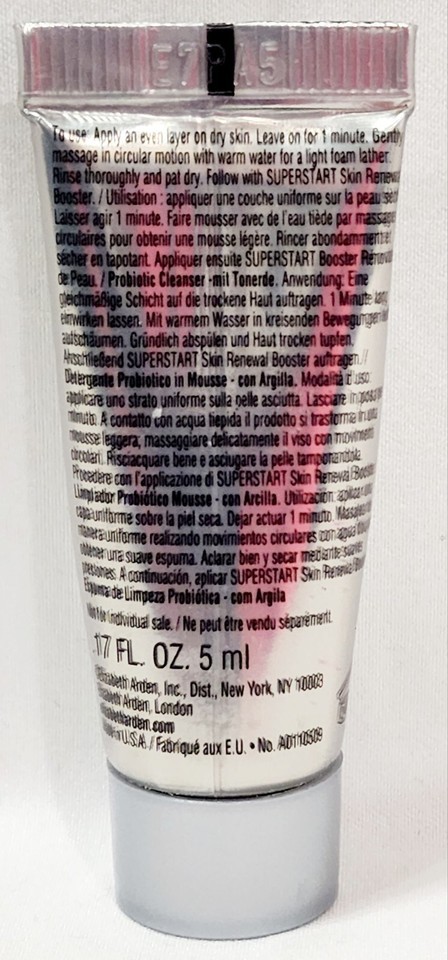 E7PA5
To use: Apply an even layer on dry skin. Leave on for 1 minute. Gently
massage in circular motion with warm water for a light foam lather.
Rinse thoroughly and pat dry. Follow with SUPERSTART Skin Renewal
Booster. / Utilisation : appliquer une couche uniforme sur la peau
Laisser agir 1 minute. Faire mousser avec de l'eau tiède par massages
circulaires pour obtenir une mousse légère. Rincer abondamment et
sécher en tapotant. Appliquer ensuite SUPERSTART Booster Renov
de Peau. / Probiotic Cleanser -mit Tonerde. Anwendung: Eine
gleichmäßige Schicht auf die trockene Haut auftragen. 1 Minute lang
einwirken lassen. Mit warmem Wasser in kreisenden Bewegungen
aufschäumen. Gründlich abspülen und Haut trocken tupfen.
Anschließend SUPERSTART Skin Renewal Booster auftragen. /
Detergente Probiotico in Mousse - con Argilla. Modalità d'uso:
applicare uno strato uniforme sulla pelle asciutta. Lasciare in posa
minuto. A contatto con acqua tiepida il prodotto si trasforma in una
mousse leggera; massaggiare delicatamente il viso con movimenti
circolari. Risciacquare bene e asciugare la pelle tamponandola.
Procedere con l'applicazione di SUPERSTART Skin Renewal Booster
Limpiador Probiótico Mousse - con Arcilla. Utilización: aplicar una
capa uniforme sobre la piel seca. Dejar actuar 1 minuto.
manera uniforme realizando movimientos circulares con agua
obtener una suave espuma. Aclarar bien y secar mediante suaves
presiones. A continuación, aplicar SUPERSTART Skin Renewal
Espuma de Limpeza Probiótica - com Argila
Not for individual sale. / Ne peut être vendu séparément.
.17 FL. OZ. 5 ml
Elizabeth Arden, Inc., Dist., New York, NY 10003
Elizabeth Arden, London
elizabetharden.com
in U.S.A. / Fabriqué aux E.U. • No. A0110509